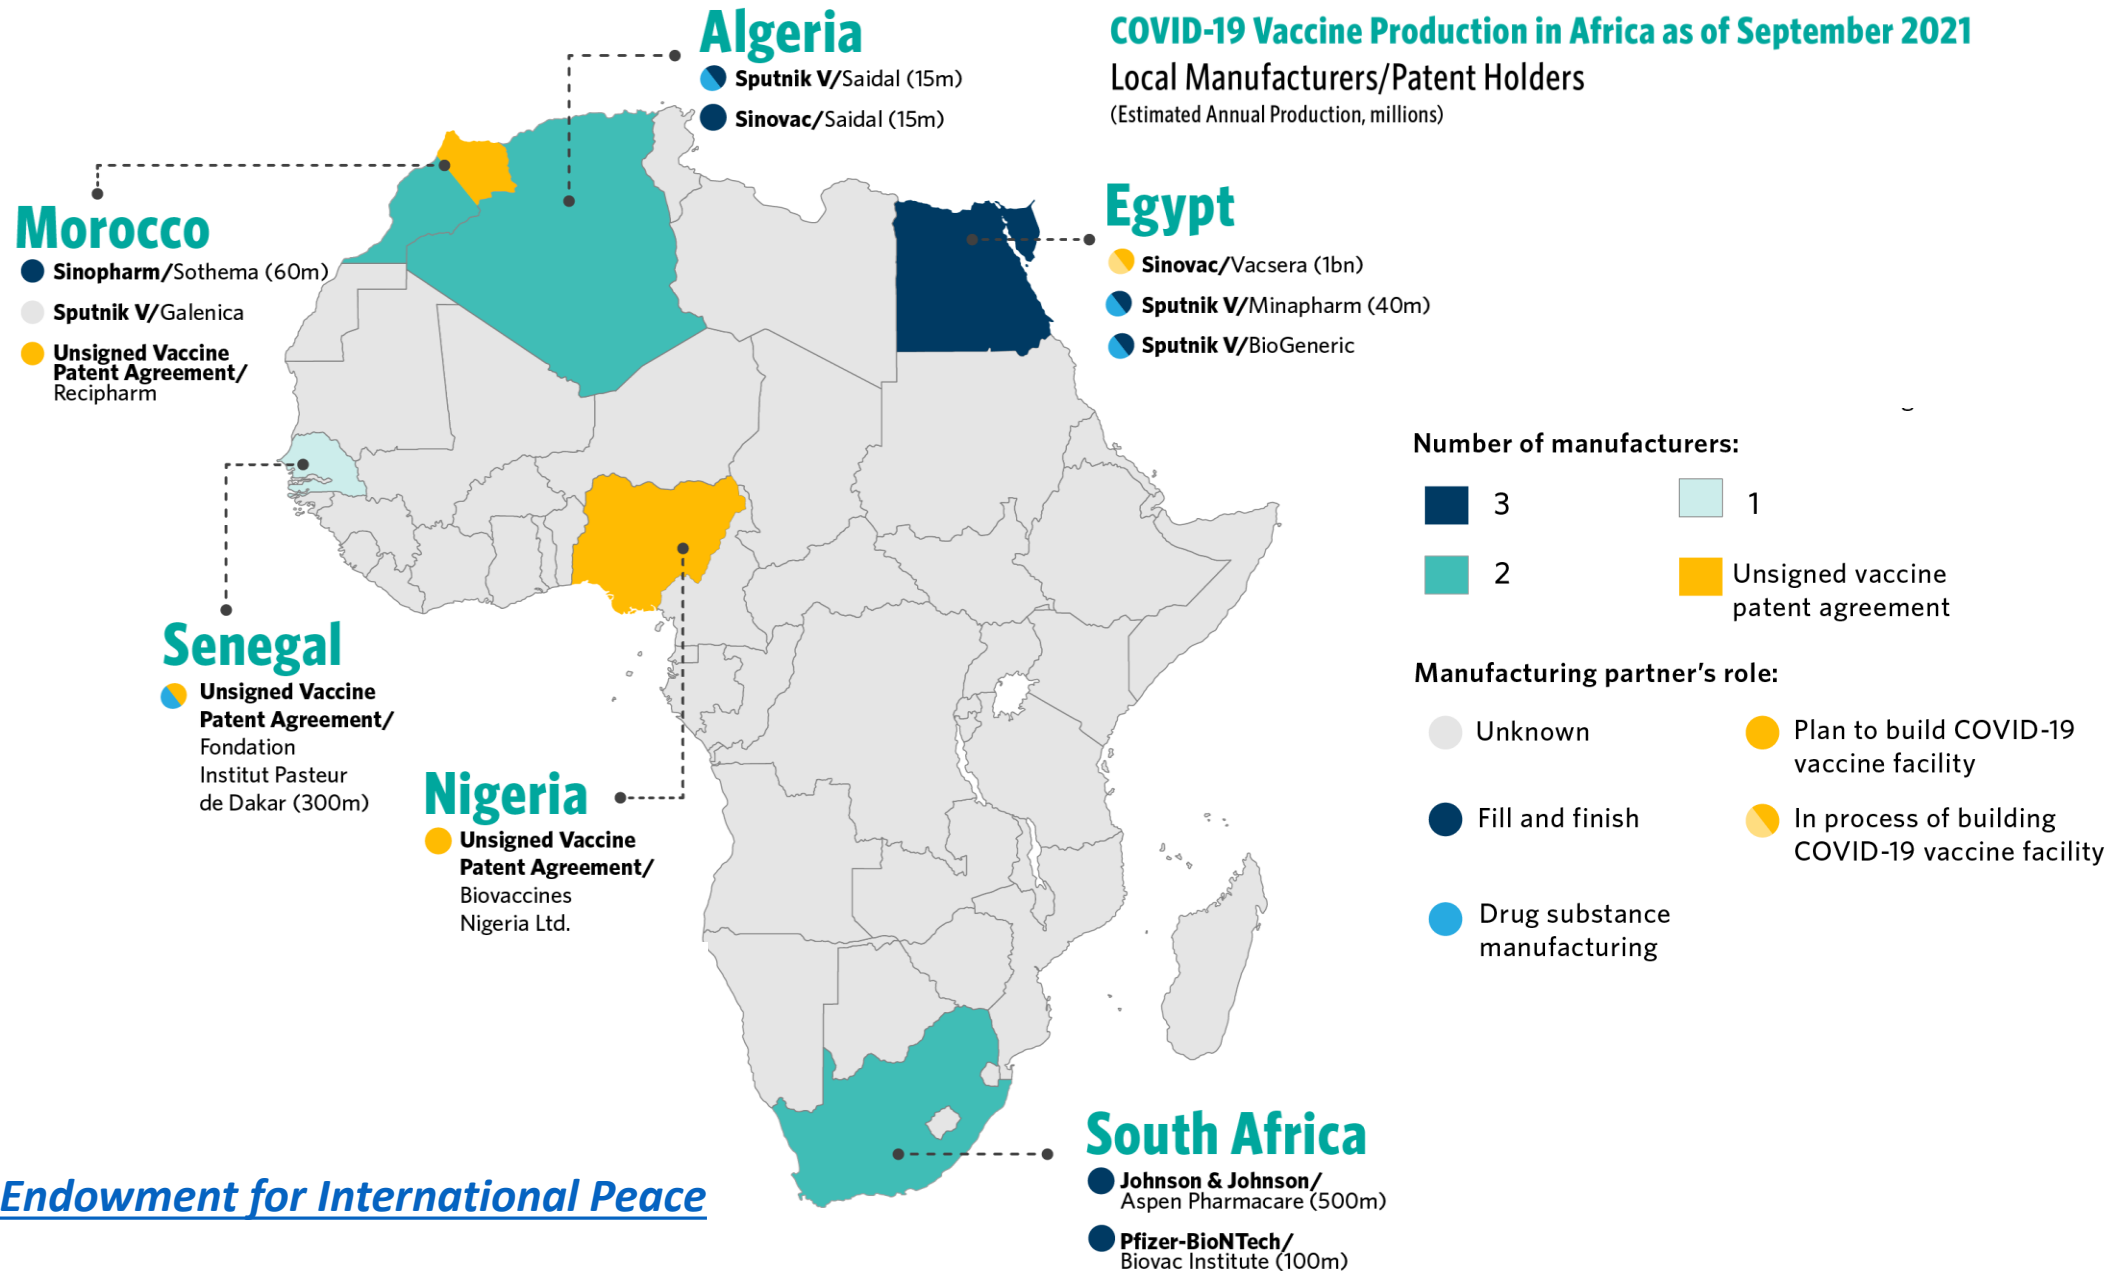 COVID-19 Vaccine Production in Africa as of September 2021
Local Manufacturers/Patent Holders
(Estimated Annual Production, millions)
Algeria
Sputnik V/Saidal (15m)
Sinovac/Saidal (15m)
Morocco
Sinopharm/Sothema (60m)
Sputnik V/Galenica
Unsigned Vaccine
Patent Agreement/
Recipharm
Egypt
Sinovac/Vacsera (1bn)
Sputnik V/Minapharm (40m)
Sputnik V/BioGeneric
Senegal
Unsigned Vaccine
Patent Agreement/
Fondation
Institut Pasteur
de Dakar (300m)
Nigeria
Unsigned Vaccine
Patent Agreement/
Biovaccines
Nigeria Ltd.
South Africa
Johnson & Johnson/
Aspen Pharmacare (500m)
Pfizer-BioNTech/
Biovac Institute (100m)
Number of manufacturers:
3
1
2
Unsigned vaccine
patent agreement
Manufacturing partner's role:
Unknown
Plan to build COVID-19
vaccine facility
Fill and finish
In process of building
COVID-19 vaccine facility
Drug substance
manufacturing
Endowment for International Peace